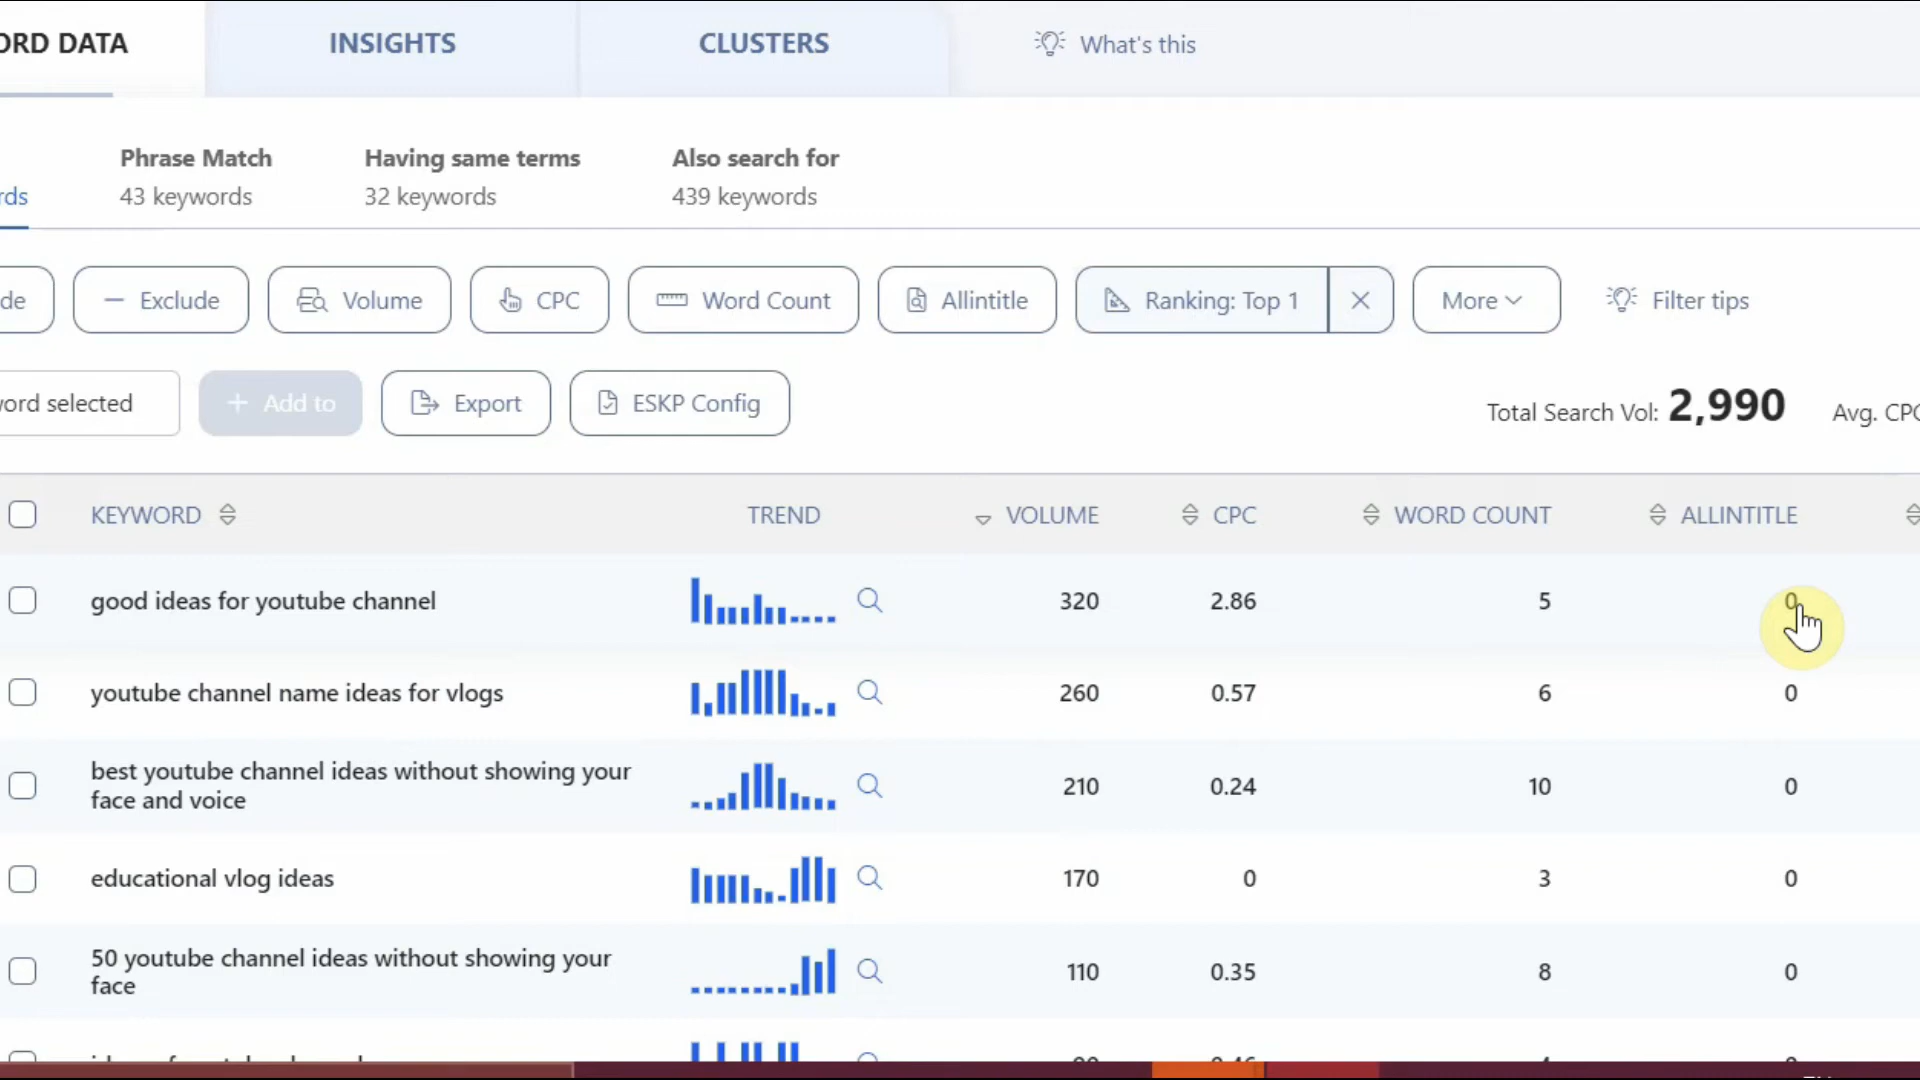 ORD DATA
INSIGHTS
CLUSTERS
What's this
Phrase Match
Having same terms
Also search for
rds
43 keywords
32 keywords
439 keywords
de
Exclude
Volume
CPC
Word Count
Allintitle
Ranking: Top 1
More
Filter tips
word selected
+ Add to
Export
ESKP Config
Total Search Vol: 2,990
Avg. CPC
KEYWORD
TREND
VOLUME
CPC
WORD COUNT
ALLINTITLE
good ideas for youtube channel
320
2.86
5
0
youtube channel name ideas for vlogs
260
0.57
6
0
best youtube channel ideas without showing your
face and voice
210
0.24
10
0
educational vlog ideas
170
0
3
0
50 youtube channel ideas without showing your
face
110
0.35
8
0